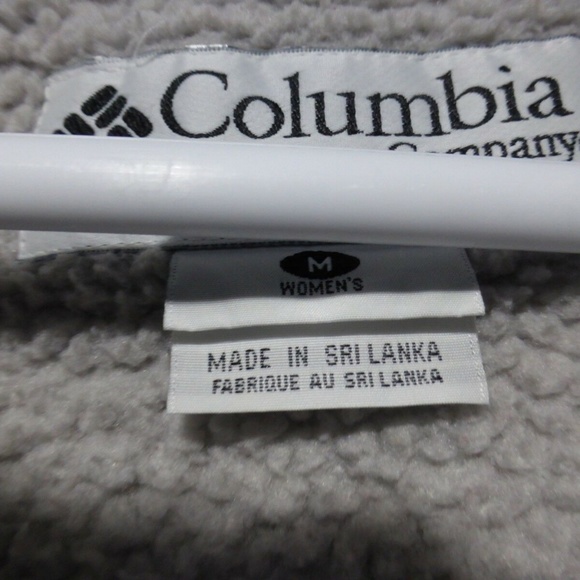 Columbia
Company
M
WOMEN'S
MADE IN SRI LANKA
FABRIQUE AU SRI LANKA